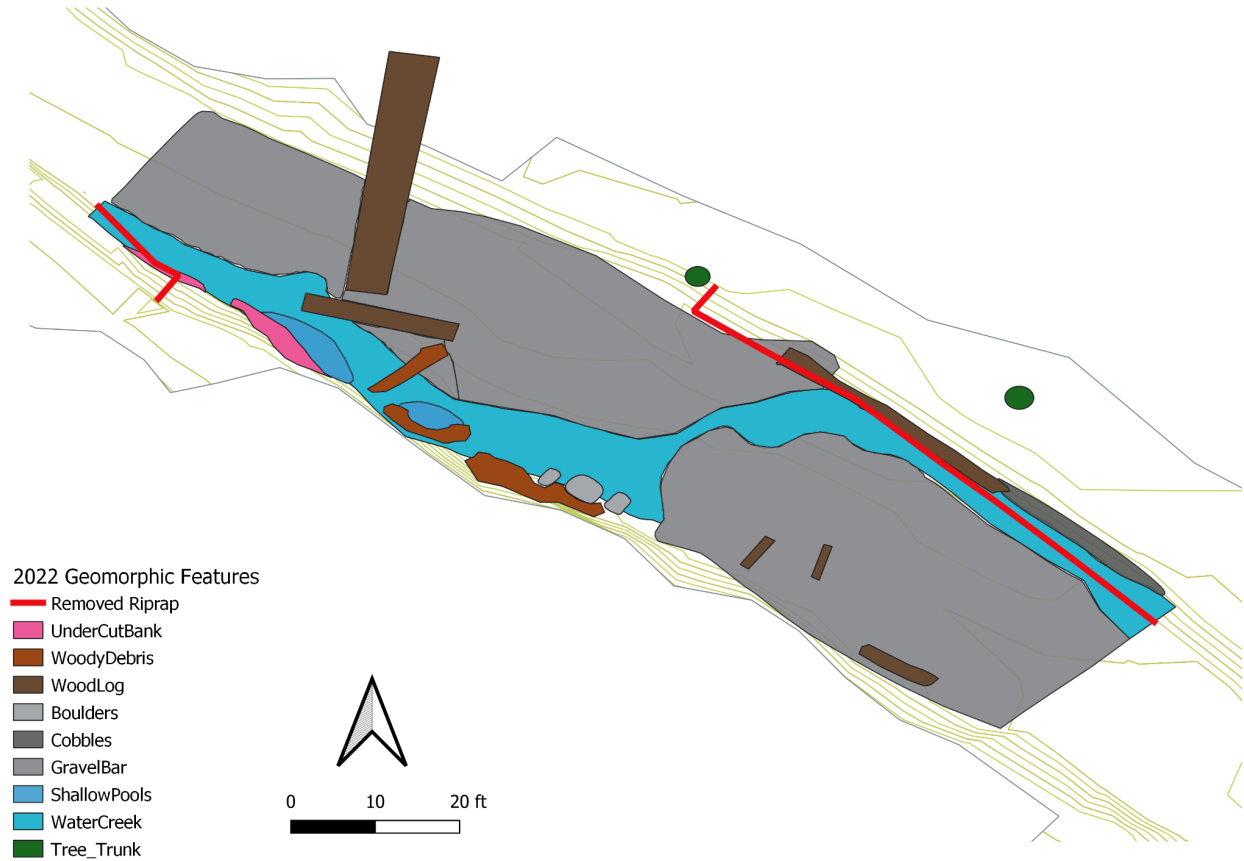 2022 Geomorphic Features
Removed Riprap
UnderCutBank
WoodyDebris
WoodLog
Boulders
Cobbles
GravelBar
ShallowPools
WaterCreek
Tree_Trunk
0 10 20 ft